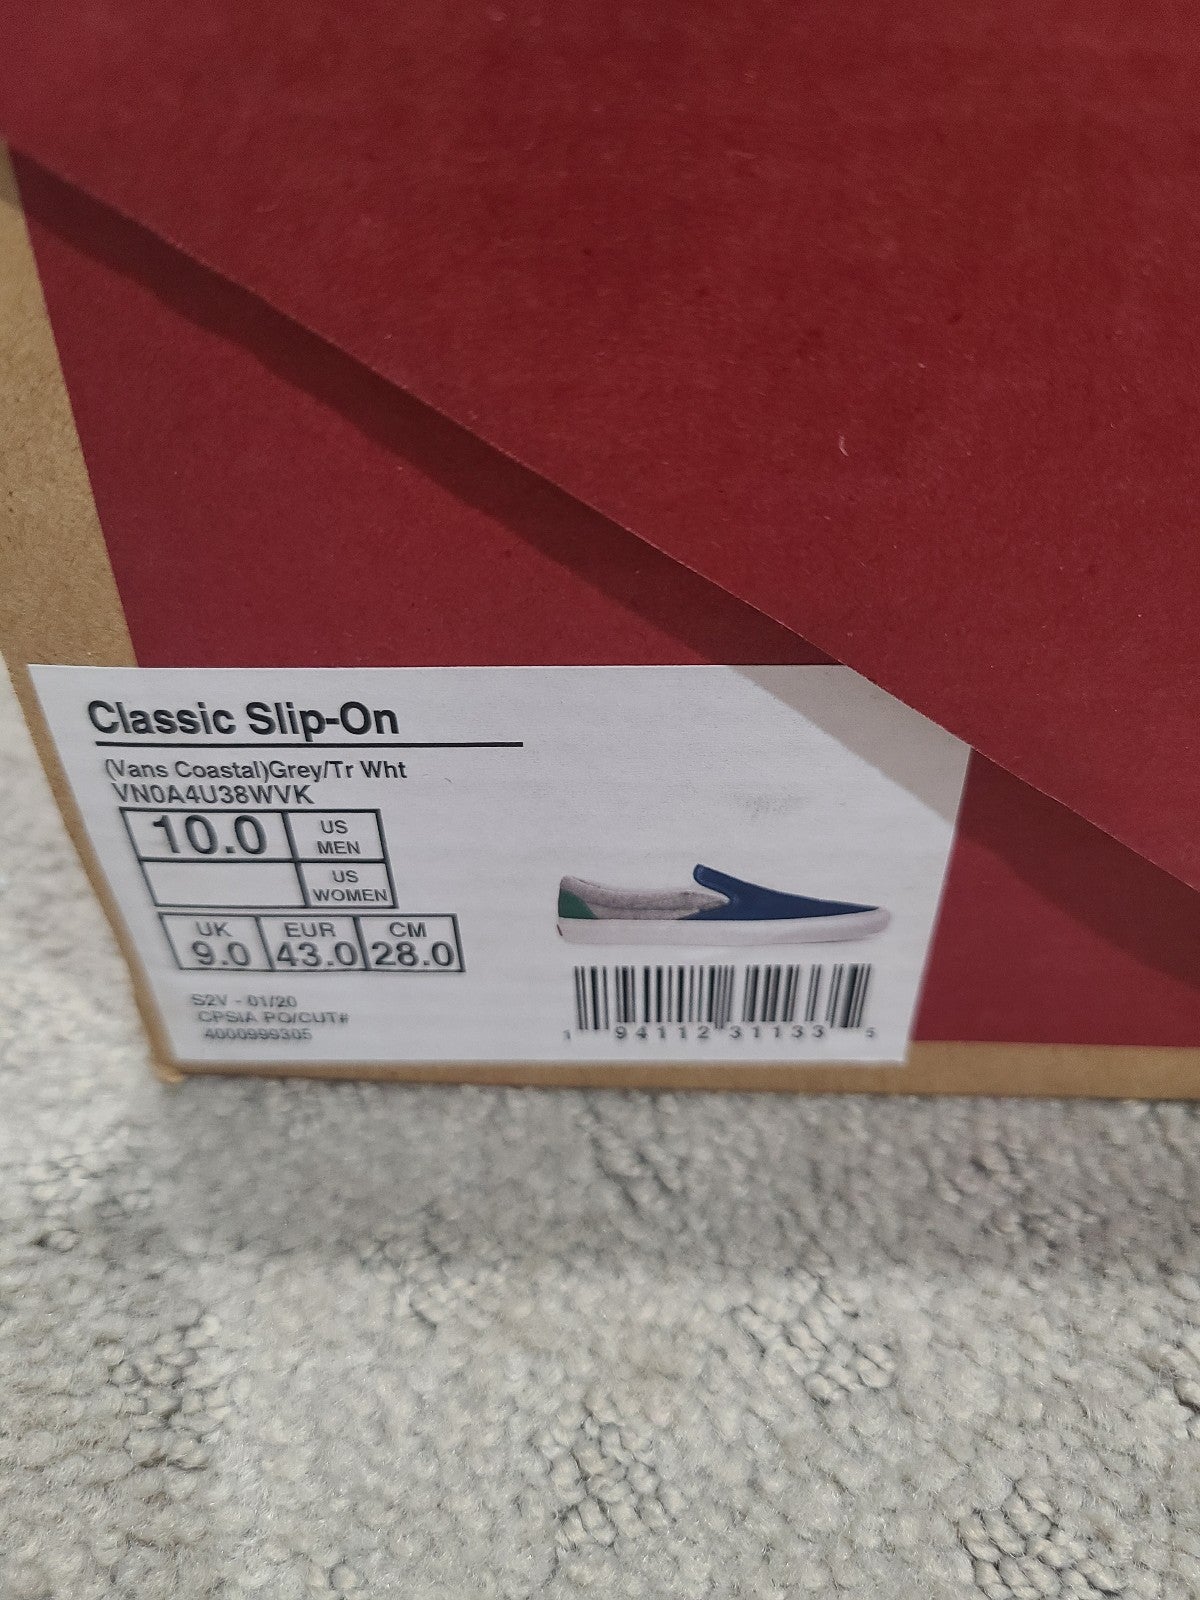 Classic Slip-On
(Vans Coastal)Grey/Tr Wht
VN0A4U38WVK
10.0 US MEN
US WOMEN
UK EUR CM
9.0 43.0 28.0
S2V - 01/20
CPSIA PO/CUT#
4000999305
1 94112 31133 5